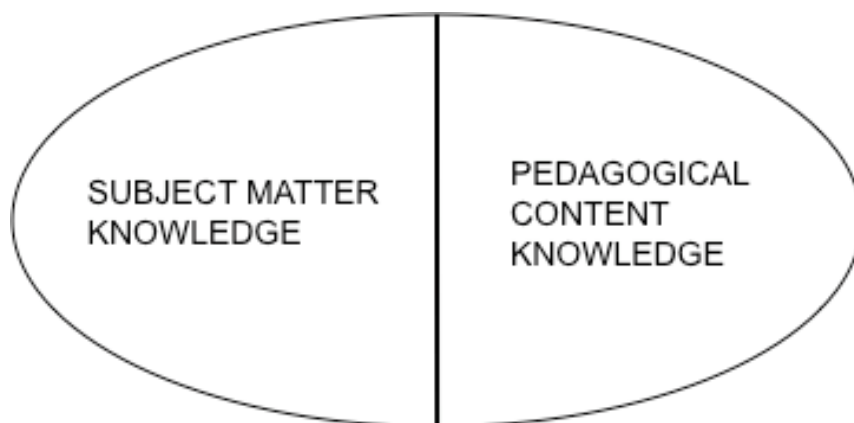 SUBJECT MATTER
KNOWLEDGE
PEDAGOGICAL
CONTENT
KNOWLEDGE